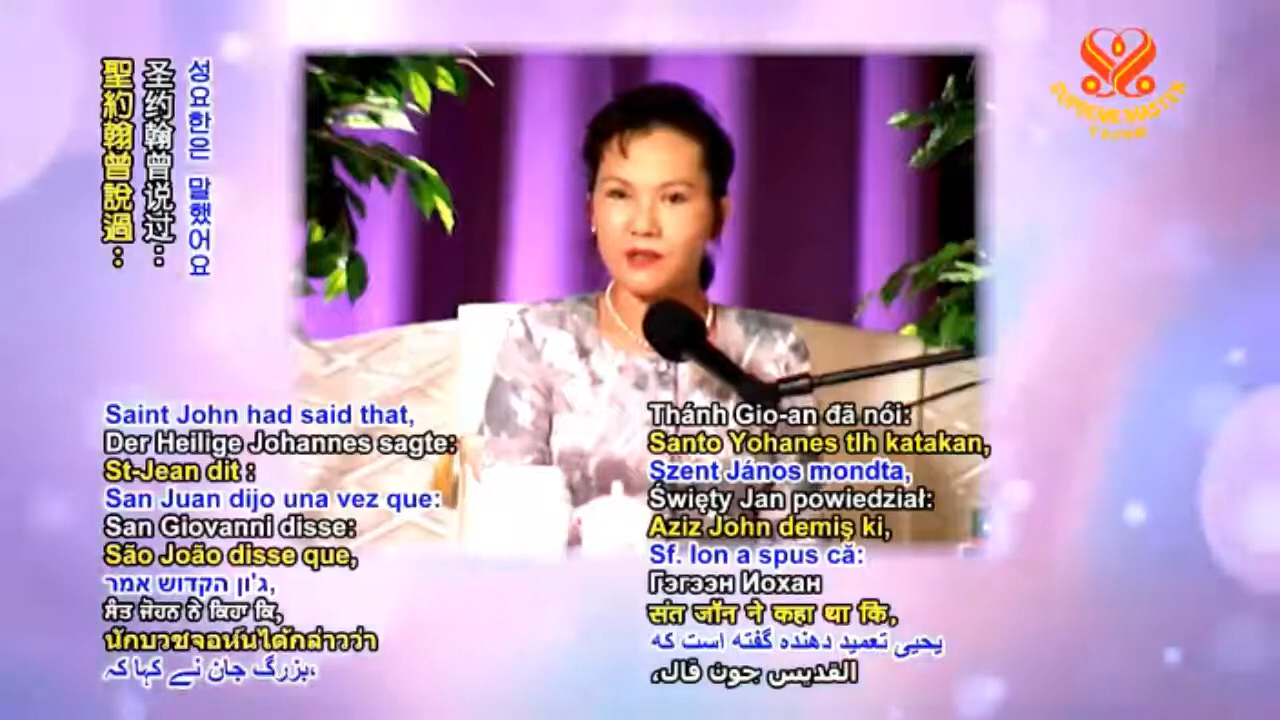 聖約翰曾說過：
圣约翰曾说过：
성요한은 말했어요
SUPREME MASTER
TV.COM
Saint John had said that,
Der Heilige Johannes sagte:
St-Jean dit :
San Juan dijo una vez que:
San Giovanni disse:
São João disse que,
ג'ון הקדוש אמר,
ਸੰਤ ਜੋਹਨ ਨੇ ਕਿਹਾ ਕਿ,
นักบวชจอห์นได้กล่าวว่า
بزرگ جان نے کہا کہ،
Thánh Gio-an đã nói:
Santo Yohanes tlh katakan,
Szent János mondta,
Święty Jan powiedział:
Aziz John demiş ki,
Sf. Ion a spus că:
Гэгээн Иохан
संत जॉन ने कहा था कि,
یحیی تعمید دهنده گفته است که
القديس جون قال،